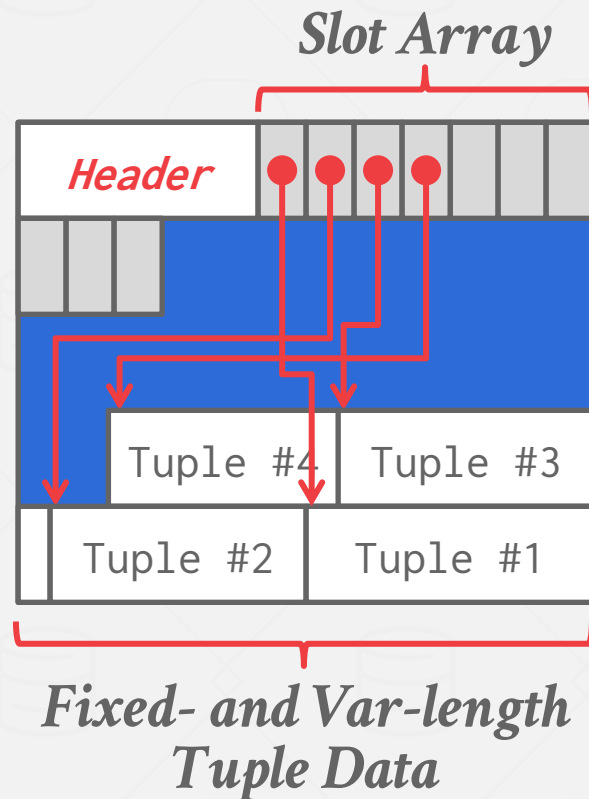 Slot Array
Header
Tuple #4 Tuple #3
Tuple #2 Tuple #1
Fixed- and Var-length
Tuple Data